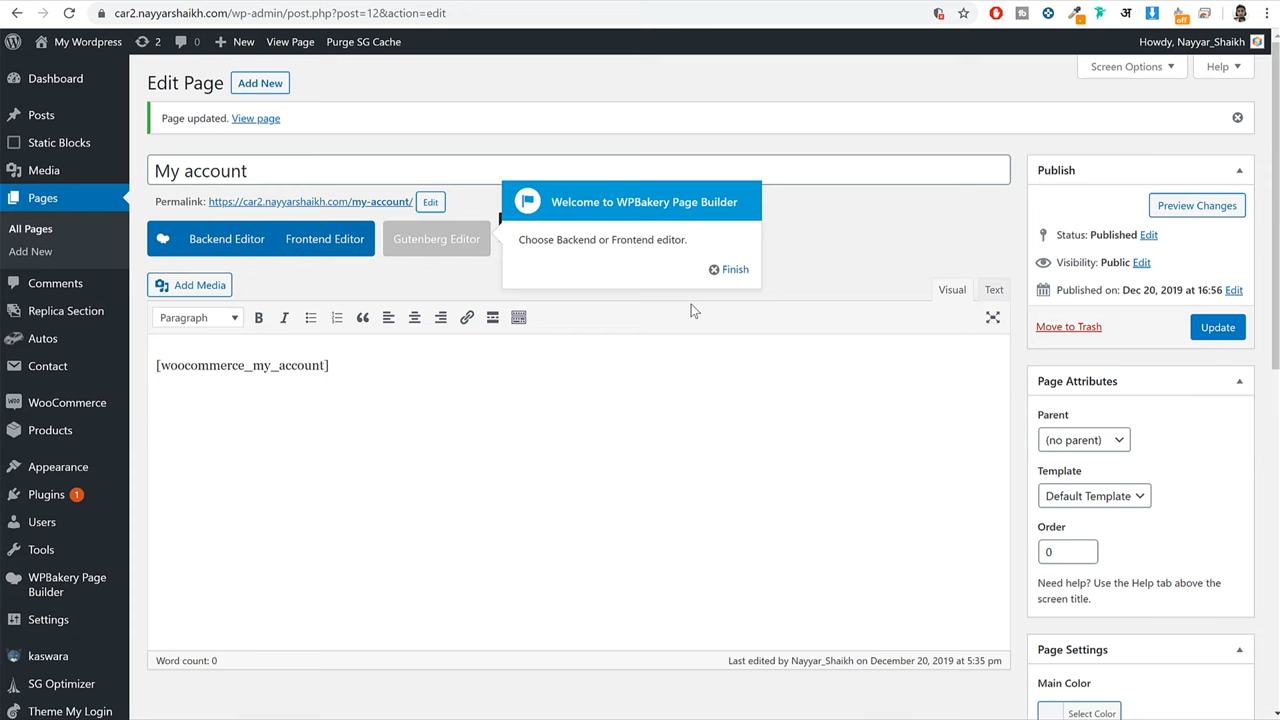 car2.nayyarshaikh.com/wp-admin/post.php?post=12&action=edit
अ
off
My Wordpress
2
0
New
View Page
Purge SG Cache
Howdy, Nayyar_Shaikh
Dashboard
Posts
Static Blocks
Media
Pages
All Pages
Add New
Comments
Replica Section
Autos
Contact
WooCommerce
Products
Appearance
Plugins 1
Users
Tools
WPBakery Page
Builder
Settings
kaswara
SG Optimizer
Theme My Login
Screen Options
Help
Edit Page
Add New
Page updated. View page
My account
Permalink: https://car2.nayyarshaikh.com/my-account/ Edit
Backend Editor
Frontend Editor
Gutenberg Editor
Welcome to WPBakery Page Builder
Choose Backend or Frontend editor.
Finish
Add Media
Visual
Text
Paragraph
B I
[woocommerce_my_account]
Word count: 0
Last edited by Nayyar_Shaikh on December 20, 2019 at 5:35 pm
Publish
Preview Changes
Status: Published Edit
Visibility: Public Edit
Published on: Dec 20, 2019 at 16:56 Edit
Move to Trash
Update
Page Attributes
Parent
(no parent)
Template
Default Template
Order
0
Need help? Use the Help tab above the
screen title.
Page Settings
Main Color
Select Color